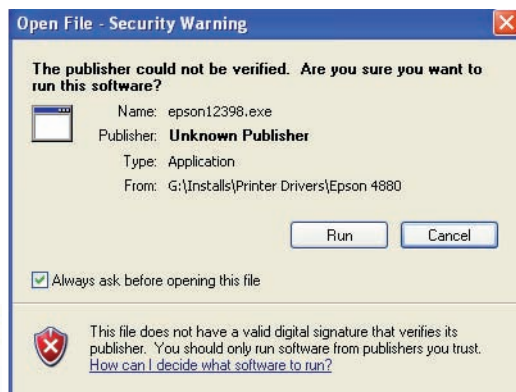 Open File - Security Warning
The publisher could not be verified.  Are you sure you want to
run this software?
Name: epson12398.exe
Publisher: Unknown Publisher
Type: Application
From: G:\Installs\Printer Drivers\Epson 4880
Run Cancel
Always ask before opening this file
This file does not have a valid digital signature that verifies its
publisher.  You should only run software from publishers you trust.
How can I decide what software to run?